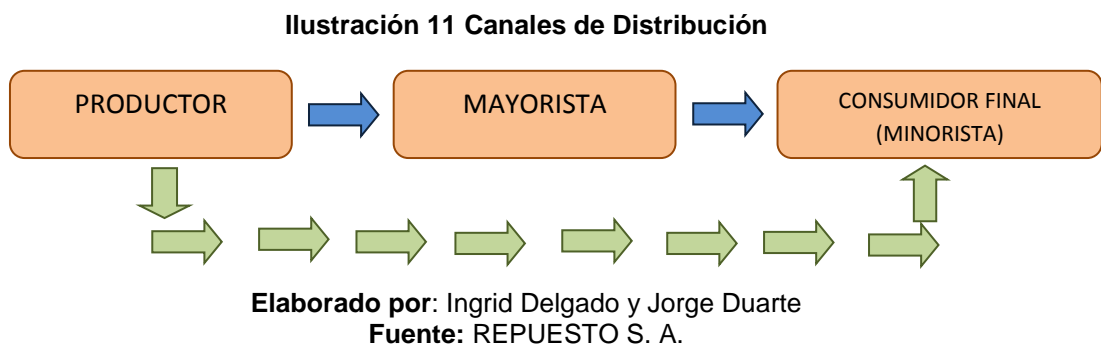 Ilustración 11 Canales de Distribución
PRODUCTOR
MAYORISTA
CONSUMIDOR FINAL
(MINORISTA)
Elaborado por: Ingrid Delgado y Jorge Duarte
Fuente: REPUESTO S. A.